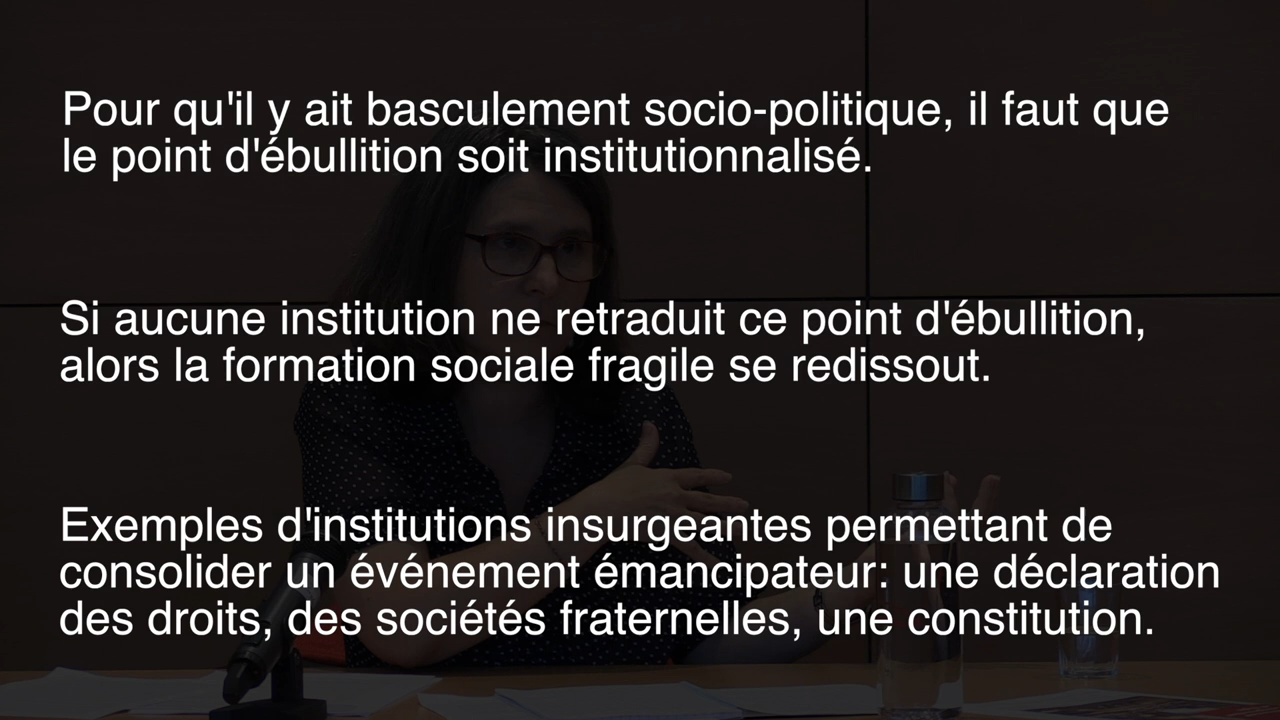 Pour qu'il y ait basculement socio-politique, il faut que
le point d'ébullition soit institutionnalisé.
Si aucune institution ne retraduit ce point d'ébullition,
alors la formation sociale fragile se redissout.
Exemples d'institutions insurgeantes permettant de
consolider un événement émancipateur: une déclaration
des droits, des sociétés fraternelles, une constitution.